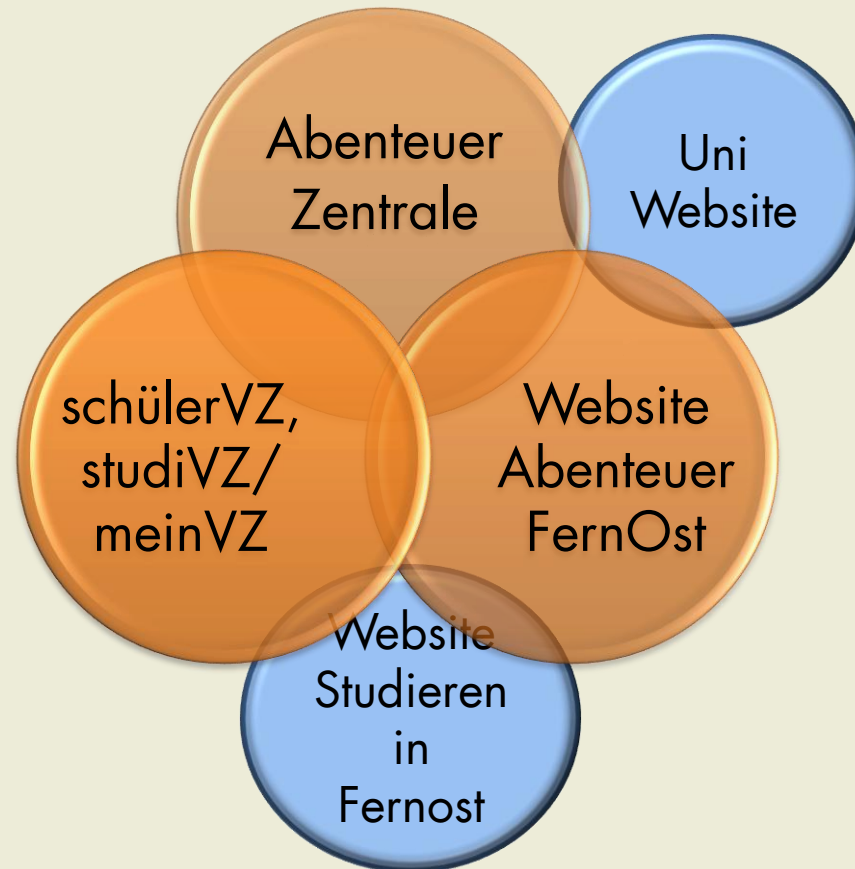 Abenteuer
Zentrale
Uni
Website
schülerVZ,
studiVZ/
meinVZ
Website
Abenteuer
FernOst
Website
Studieren
in
Fernost